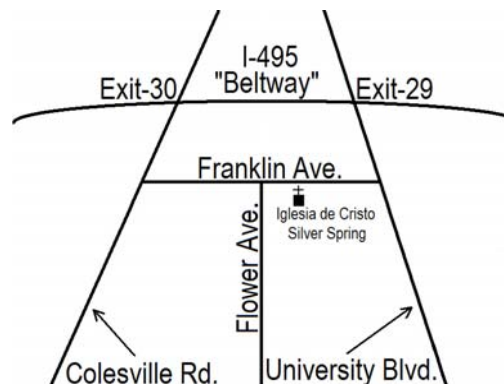 I-495
"Beltway"
Exit-30
Exit-29
Franklin Ave.
Iglesia de Cristo
Silver Spring
Flower Ave.
Colesville Rd.
University Blvd.